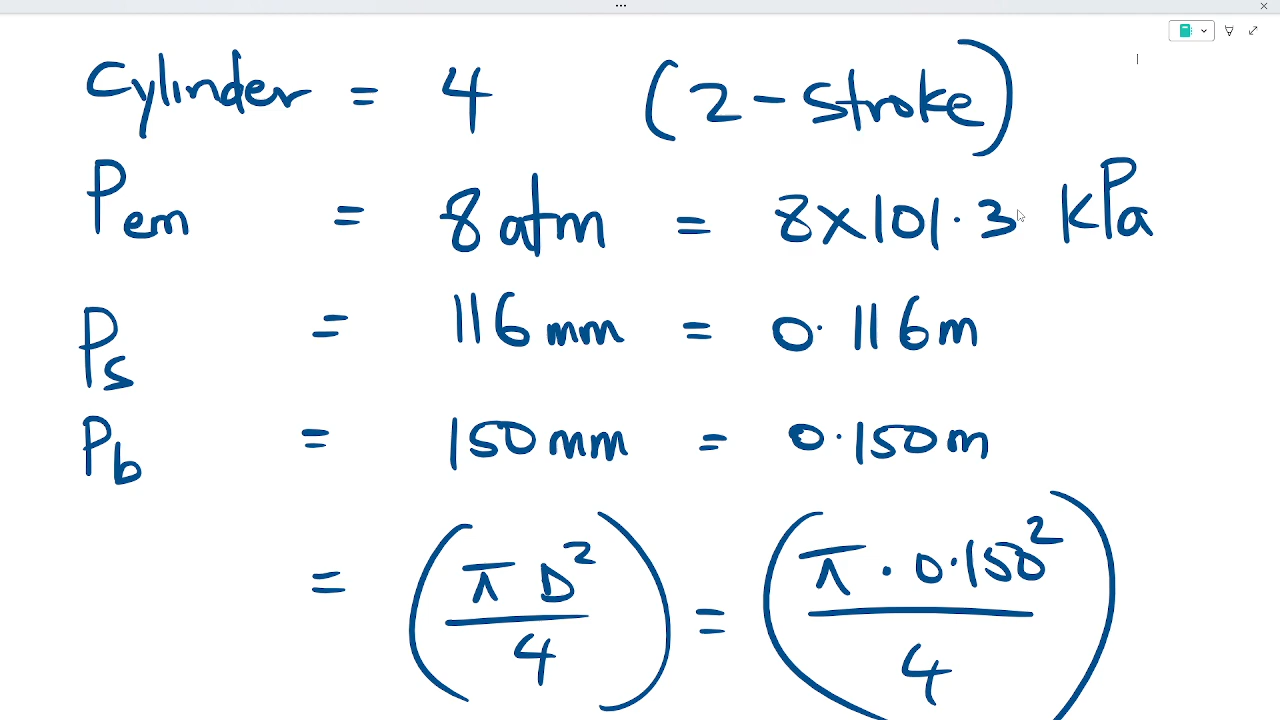 Cylinder = 4 (2-stroke)
Pem = 8 atm = 8×101.3 kPa
Ps = 116 mm = 0.116m
Pb = 150 mm = 0.150m
= (π D² / 4) = (π . 0.150² / 4)